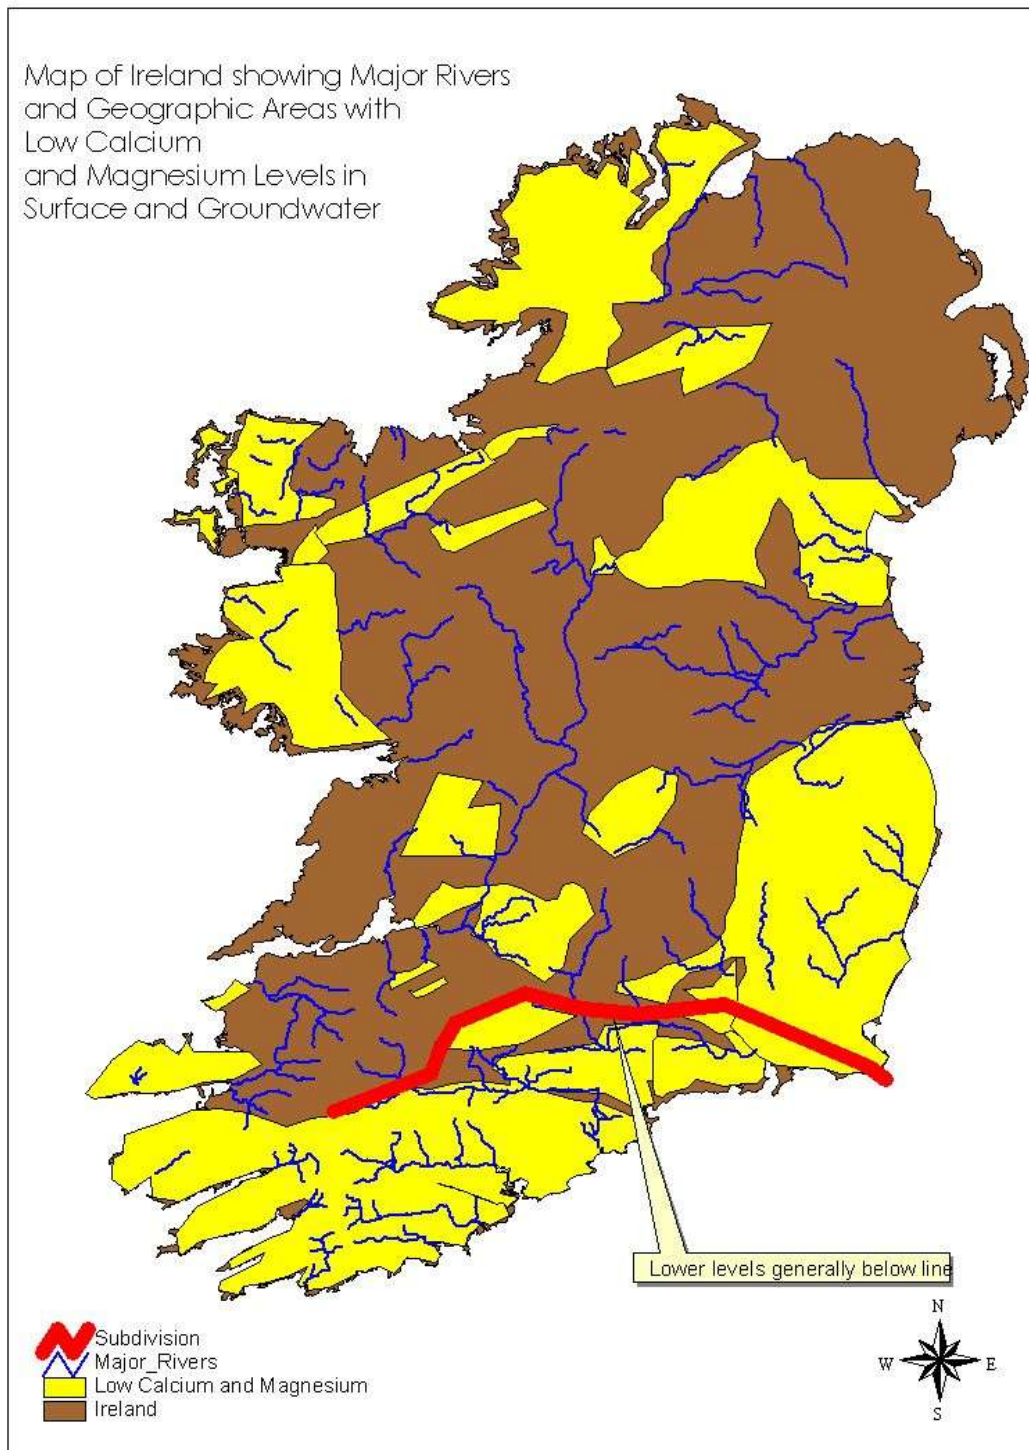 Map of Ireland showing Major Rivers
and Geographic Areas with
Low Calcium
and Magnesium Levels in
Surface and Groundwater
Lower levels generally below line
Subdivision
Major_Rivers
Low Calcium and Magnesium
Ireland
N
W E
S